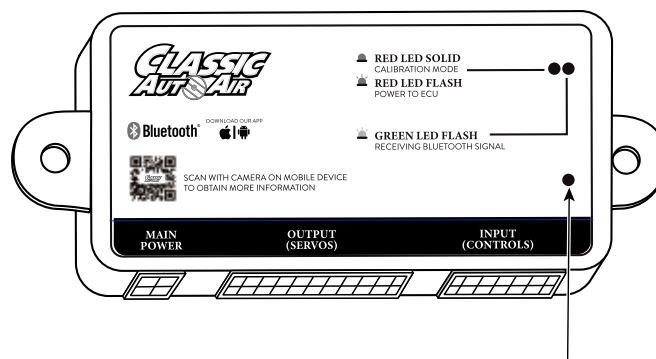 CLASSIC
AUTO AIR
Bluetooth®
DOWNLOAD OUR APP
SCAN WITH CAMERA ON MOBILE DEVICE
TO OBTAIN MORE INFORMATION
RED LED SOLID
CALIBRATION MODE
RED LED FLASH
POWER TO ECU
GREEN LED FLASH
RECEIVING BLUETOOTH SIGNAL
MAIN
POWER
OUTPUT
(SERVOS)
INPUT
(CONTROLS)